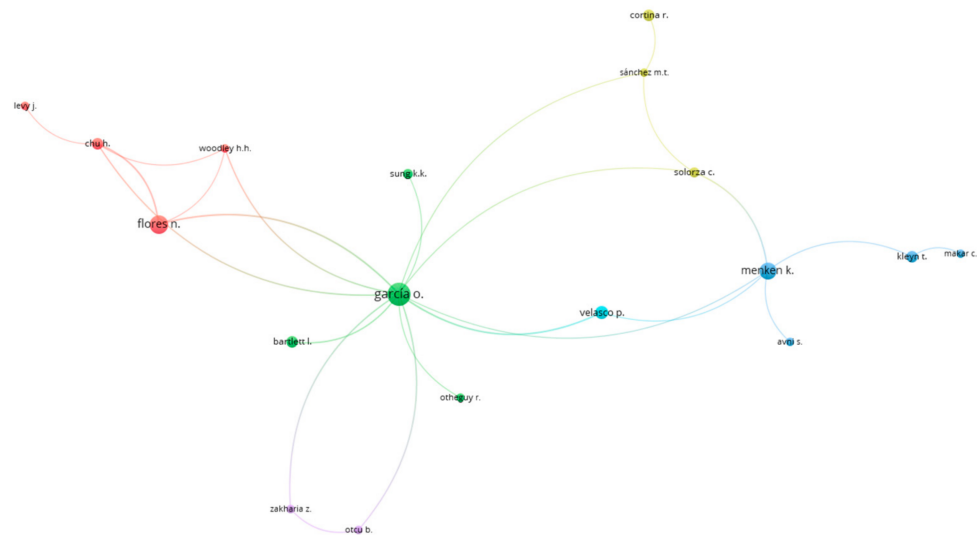 cortina r.
sánchez m.t.
levy j.
chu h.
woodley h.h.
sung k.k.
solorza c.
flores n.
kleyn t.
makar c.
menken k.
garcía o.
velasco p.
bartlett l.
avni s.
otheguy r.
zakharia z.
otcu b.